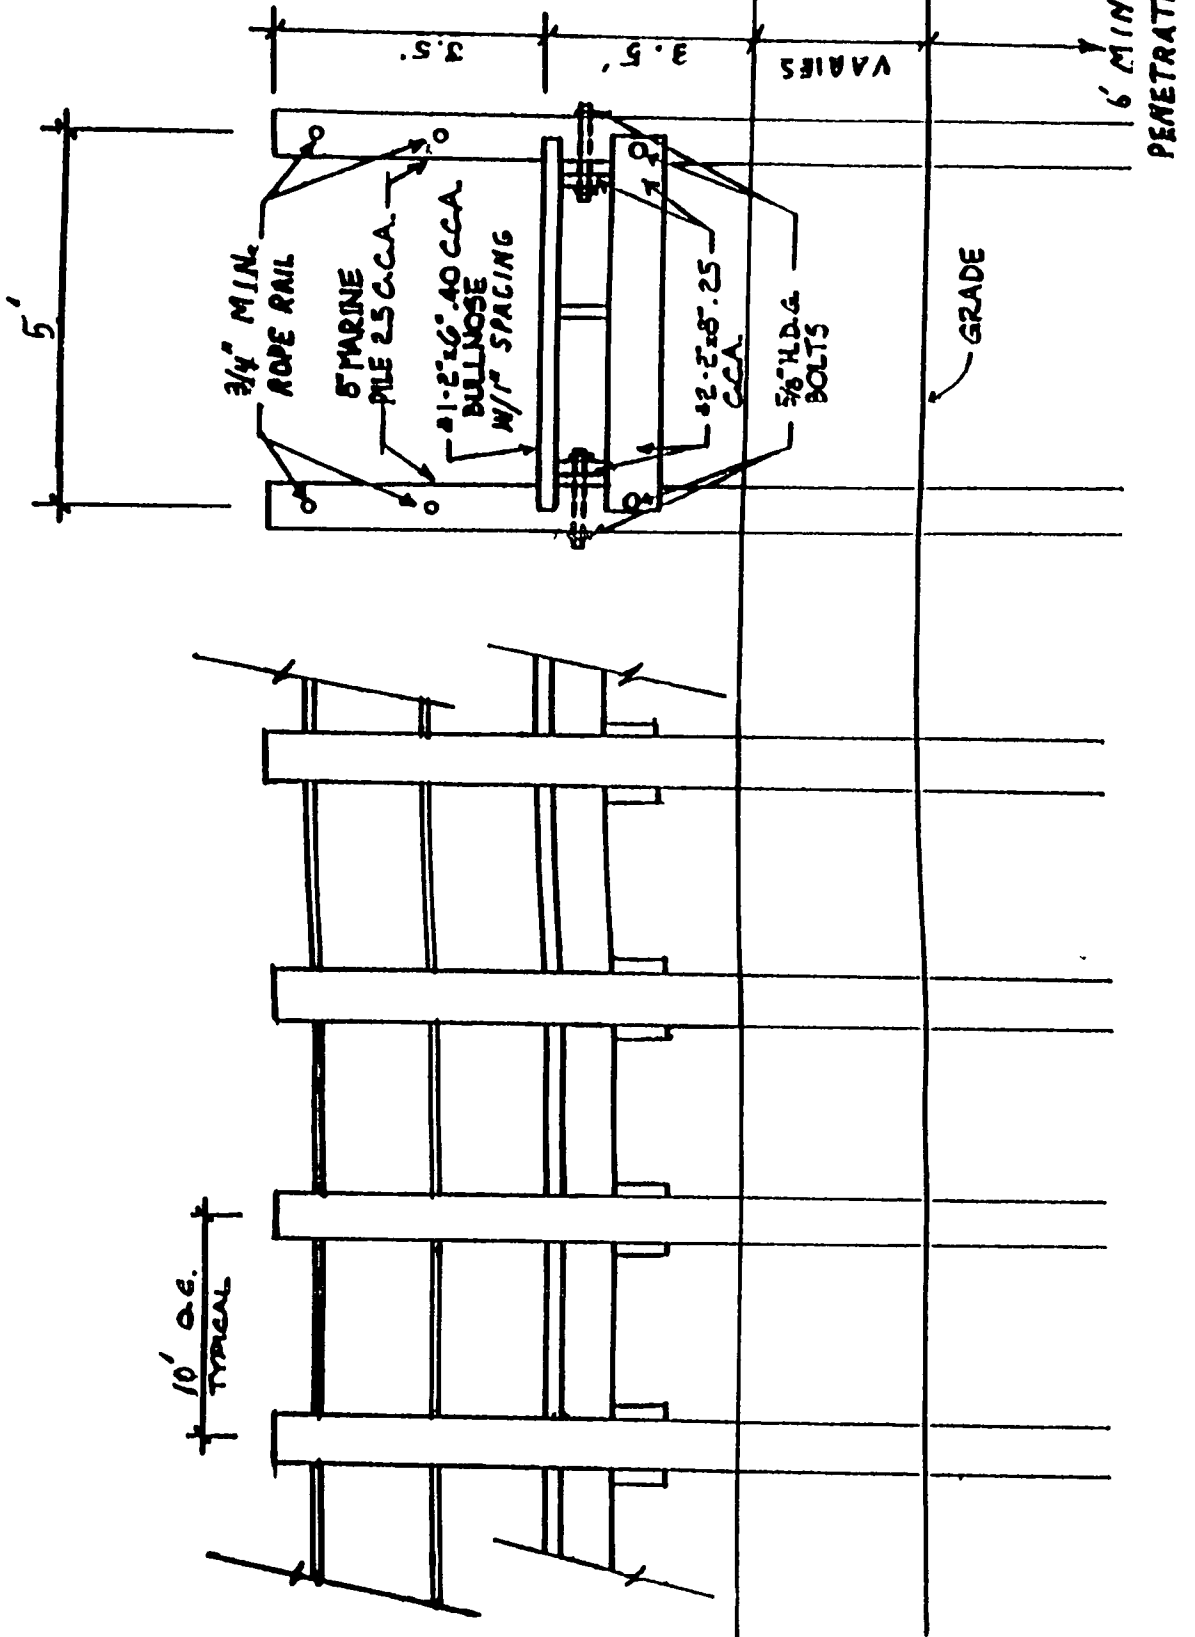 5'
3/4" MIN.
ROPE RAIL
8" MARINE
PILE 2.5 C.C.A.
#1-2"x6" .40 C.C.A.
BULLNOSE
W/1" SPACING
#2-2"x8" .25
C.C.A.
5/8" H.D.G.
BOLTS
GRADE
3.5'
3.5'
VARIES
6' MIN
PENETRATI
10' O.C.
TYPICAL